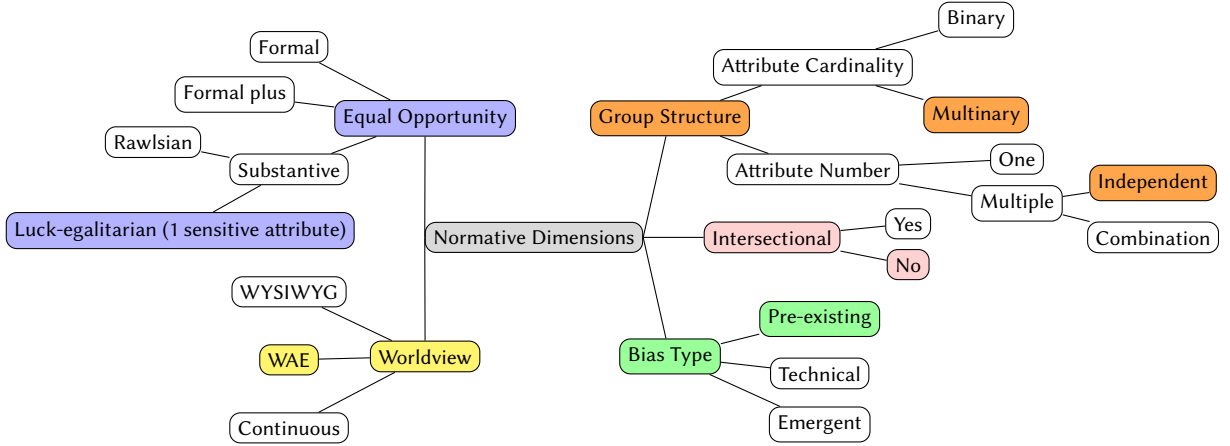 Binary
Formal
Attribute Cardinality
Formal plus
Multinary
Equal Opportunity
Group Structure
Rawlsian
One
Substantive
Attribute Number
Independent
Multiple
Luck-egalitarian (1 sensitive attribute)
Yes
Normative Dimensions
Intersectional
Combination
No
WYSIWYG
Pre-existing
WAE
Worldview
Bias Type
Technical
Continuous
Emergent